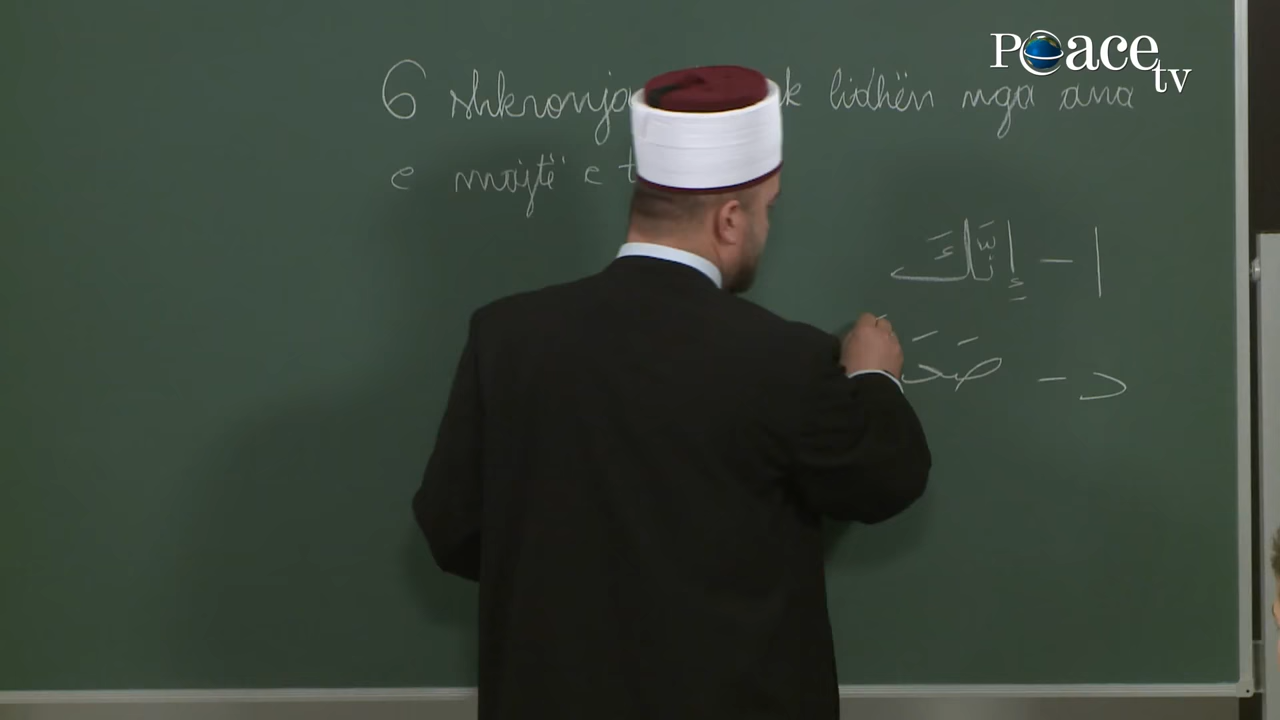 Peace tv
6 shkronja k lidhën nga ana
e majtë e t
ا – إِنَّكَ
د – صَحَ